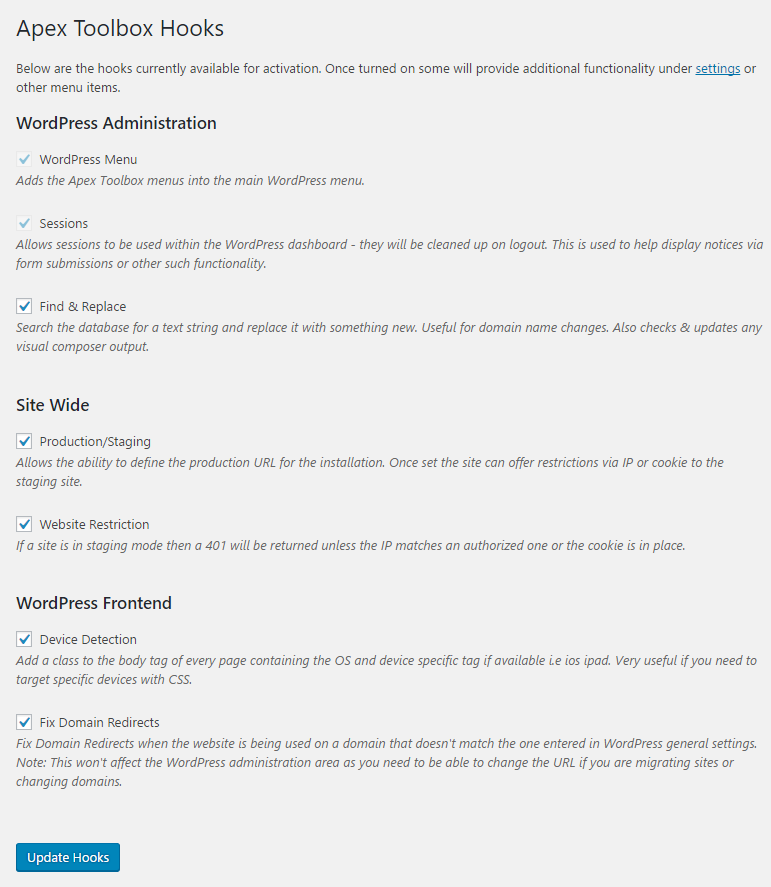 Apex Toolbox Hooks
Below are the hooks currently available for activation. Once turned on some will provide additional functionality under settings or
other menu items.
WordPress Administration
WordPress Menu
Adds the Apex Toolbox menus into the main WordPress menu.
Sessions
Allows sessions to be used within the WordPress dashboard - they will be cleaned up on logout. This is used to help display notices via
form submissions or other such functionality.
Find & Replace
Search the database for a text string and replace it with something new. Useful for domain name changes. Also checks & updates any
visual composer output.
Site Wide
Production/Staging
Allows the ability to define the production URL for the installation. Once set the site can offer restrictions via IP or cookie to the
staging site.
Website Restriction
If a site is in staging mode then a 401 will be returned unless the IP matches an authorized one or the cookie is in place.
WordPress Frontend
Device Detection
Add a class to the body tag of every page containing the OS and device specific tag if available i.e ios ipad. Very useful if you need to
target specific devices with CSS.
Fix Domain Redirects
Fix Domain Redirects when the website is being used on a domain that doesn't match the one entered in WordPress general settings.
Note: This won't affect the WordPress administration area as you need to be able to change the URL if you are migrating sites or
changing domains.
Update Hooks